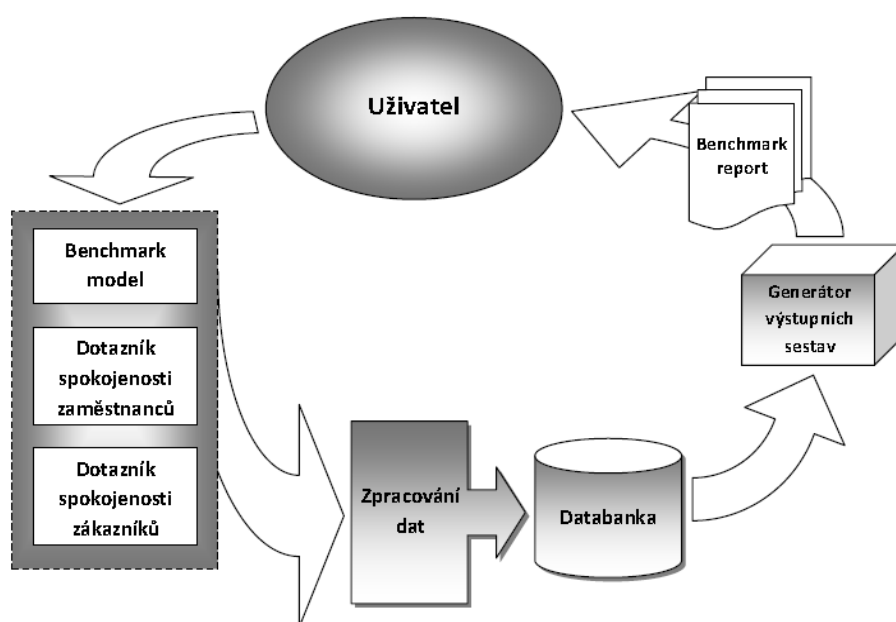 Uživatel
Benchmark
report
Benchmark
model
Dotazník
spokojenosti
zaměstnanců
Dotazník
spokojenosti
zákazníků
Zpracování
dat
Databanka
Generátor
výstupních
sestav